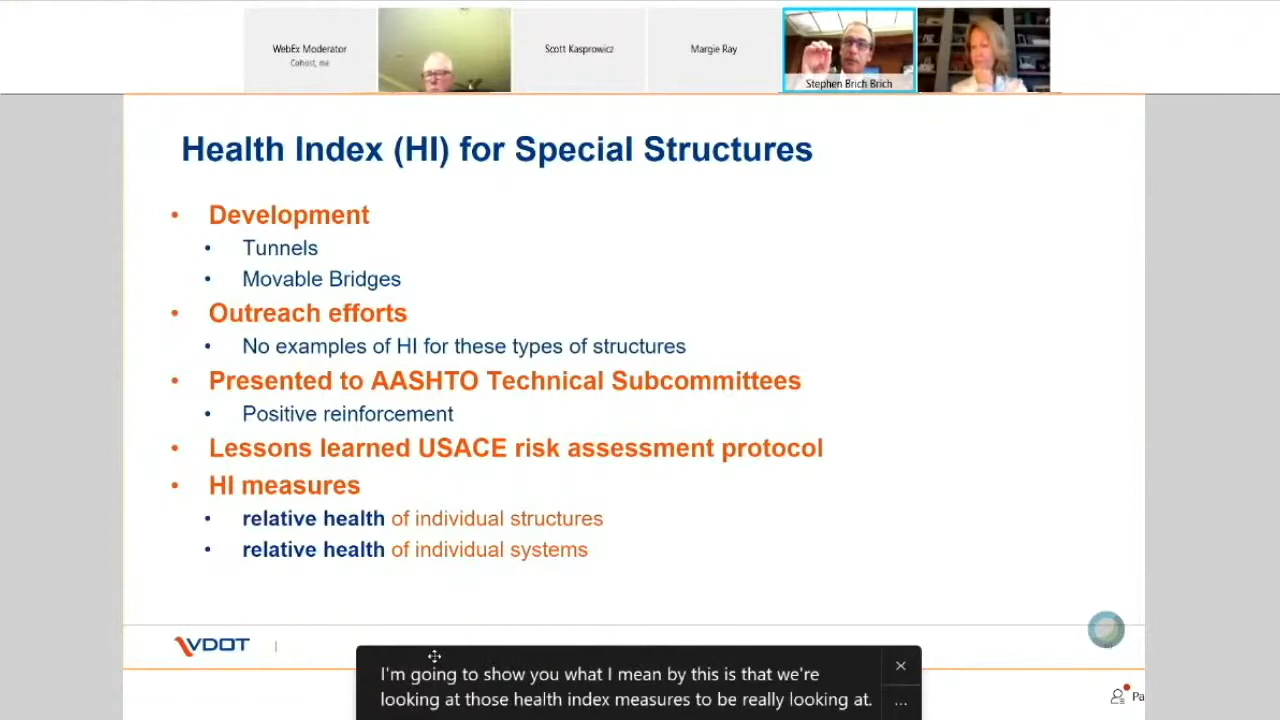 WebEx Moderator
Cohost, me
Scott Kasprowicz
Margie Ray
Stephen Brich Brich
Health Index (HI) for Special Structures
• Development
• Tunnels
• Movable Bridges
• Outreach efforts
• No examples of HI for these types of structures
• Presented to AASHTO Technical Subcommittees
• Positive reinforcement
• Lessons learned USACE risk assessment protocol
• HI measures
• relative health of individual structures
• relative health of individual systems
VDOT
I'm going to show you what I mean by this is that we're
looking at those health index measures to be really looking at.
Pa